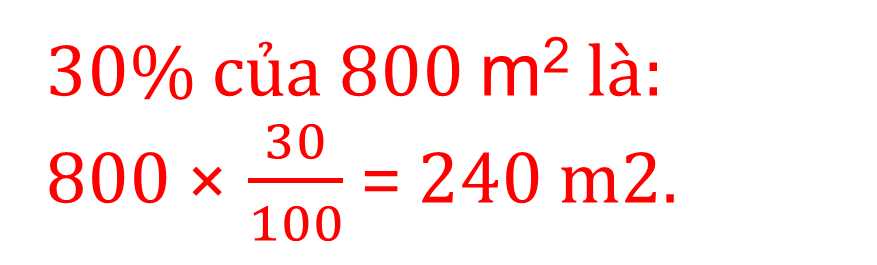 30% của 800 m² là:
800 × 30/100 = 240 m2.